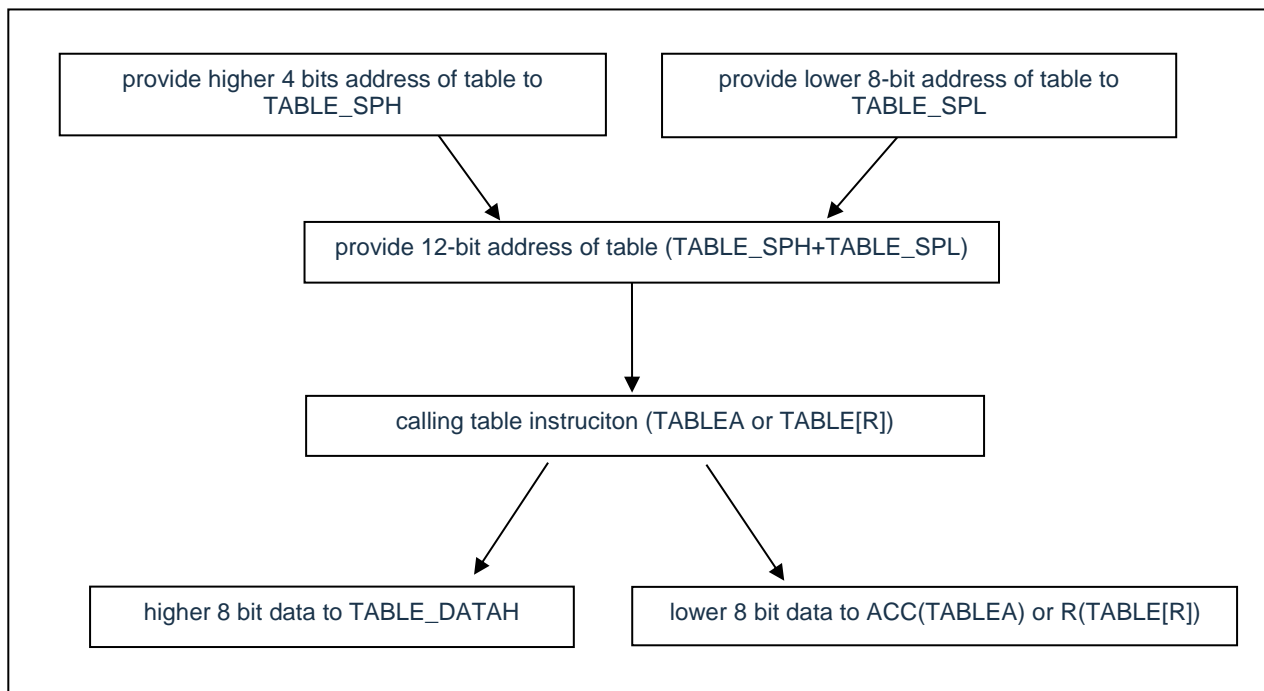 provide higher 4 bits address of table to
TABLE_SPH
provide lower 8-bit address of table to
TABLE_SPL
provide 12-bit address of table (TABLE_SPH+TABLE_SPL)
calling table instruciton (TABLEA or TABLE[R])
higher 8 bit data to TABLE_DATAH
lower 8 bit data to ACC(TABLEA) or R(TABLE[R])